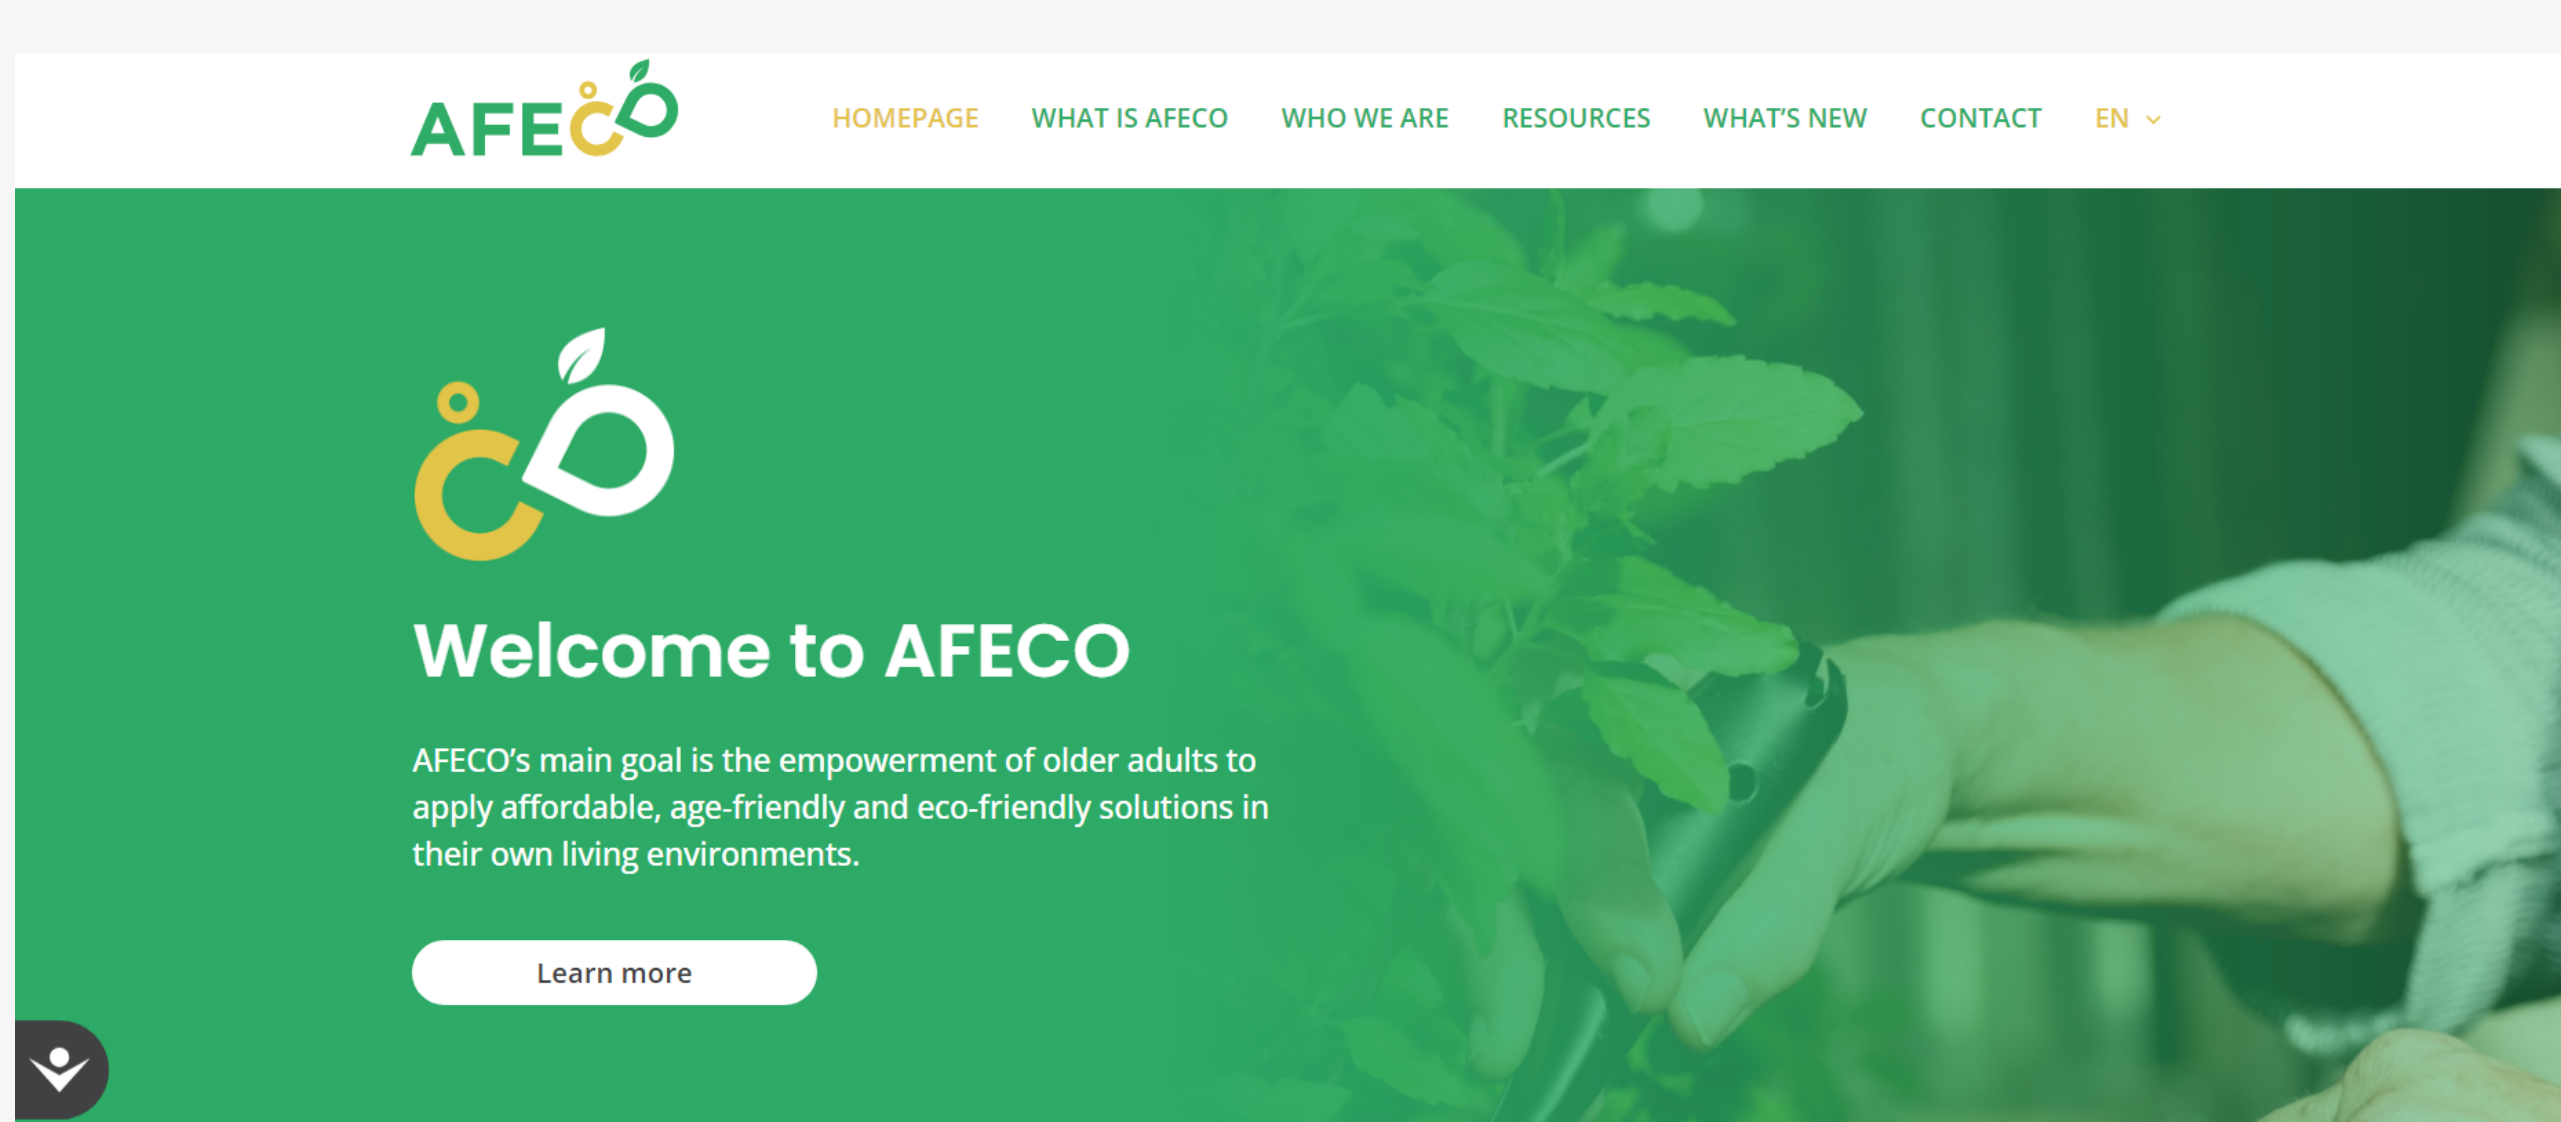 AFECO
HOMEPAGE WHAT IS AFECO WHO WE ARE RESOURCES WHAT'S NEW CONTACT EN
Welcome to AFECO
AFECO's main goal is the empowerment of older adults to
apply affordable, age-friendly and eco-friendly solutions in
their own living environments.
Learn more